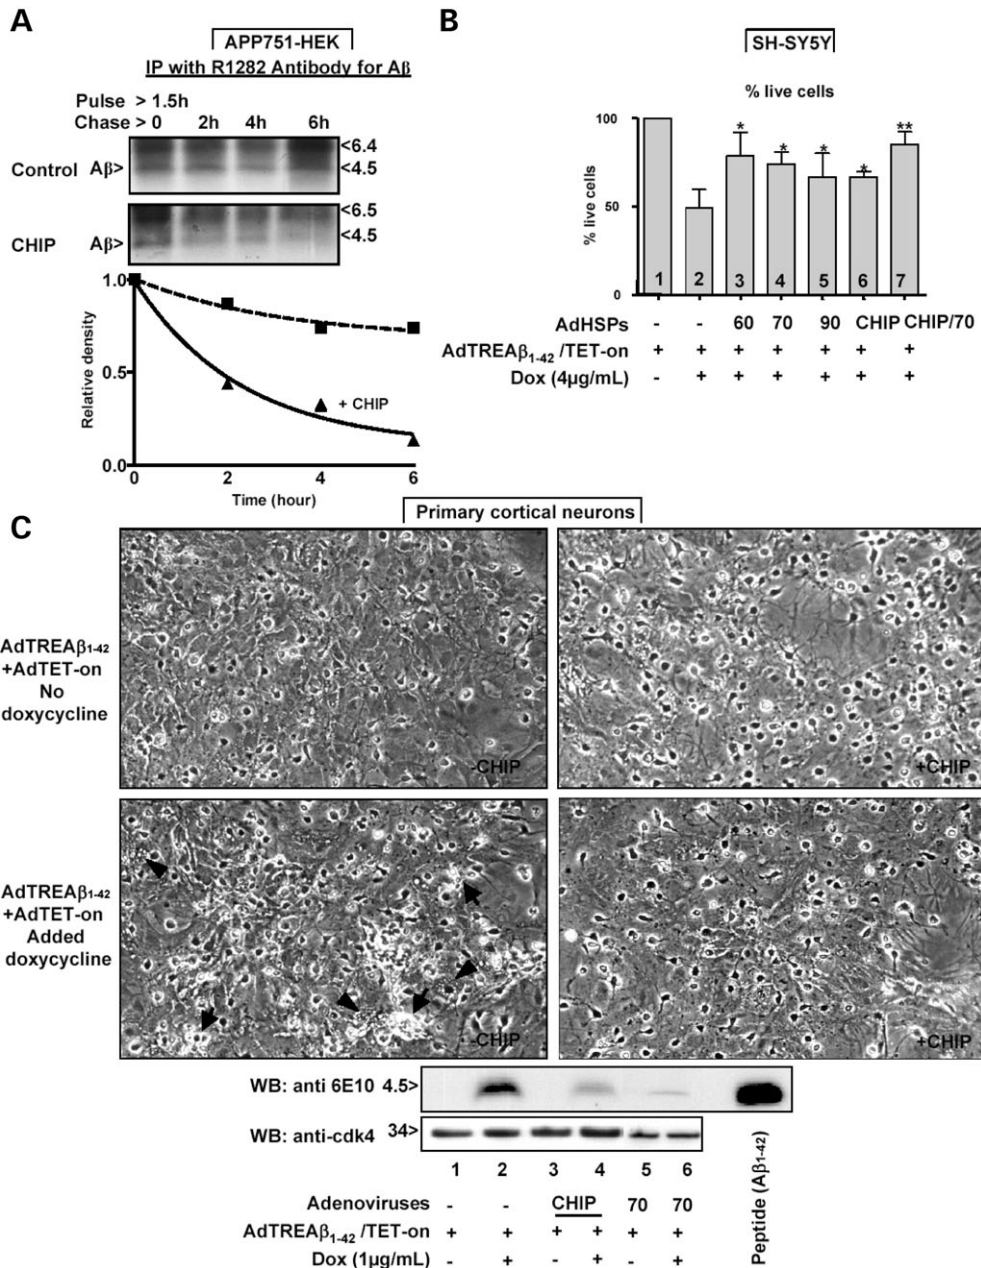 A
APP751-HEK
IP with R1282 Antibody for Aβ
Pulse > 1.5h
Chase > 0 2h 4h 6h
Control Aβ> <6.4
<4.5
CHIP Aβ> <6.5
<4.5
Relative density
1.0
0.5
0.0
+ CHIP
0 2 4 6
Time (hour)
B
SH-SY5Y
% live cells
% live cells
100
50
0
* * * * **
1 2 3 4 5 6 7
AdHSPs - - 60 70 90 CHIP CHIP/70
AdTREAβ1-42 /TET-on + + + + + + +
Dox (4µg/mL) - + + + + + +
C
Primary cortical neurons
AdTREAβ1-42
+AdTET-on
No
doxycycline
-CHIP
+CHIP
AdTREAβ1-42
+AdTET-on
Added
doxycycline
-CHIP
+CHIP
WB: anti 6E10 4.5>
WB: anti-cdk4 34>
1 2 3 4 5 6
Adenoviruses - - CHIP 70 70
AdTREAβ1-42 /TET-on + + + + + +
Dox (1µg/mL) - + - + - +
Peptide (Aβ1-42)